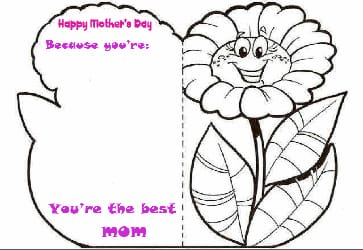 Happy Mother's Day
Because you're:
You're the best
mom